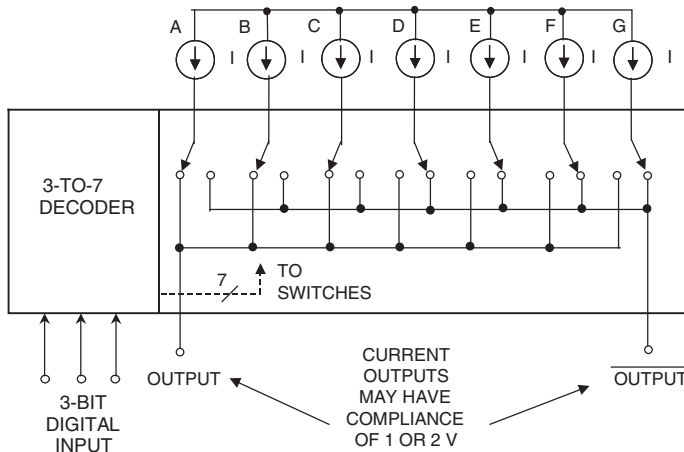 A B C D E F G
I I I I I I I
3-TO-7
DECODER
7
TO
SWITCHES
OUTPUT
CURRENT
OUTPUTS
MAY HAVE
COMPLIANCE
OF 1 OR 2 V
OUTPUT
3-BIT
DIGITAL
INPUT